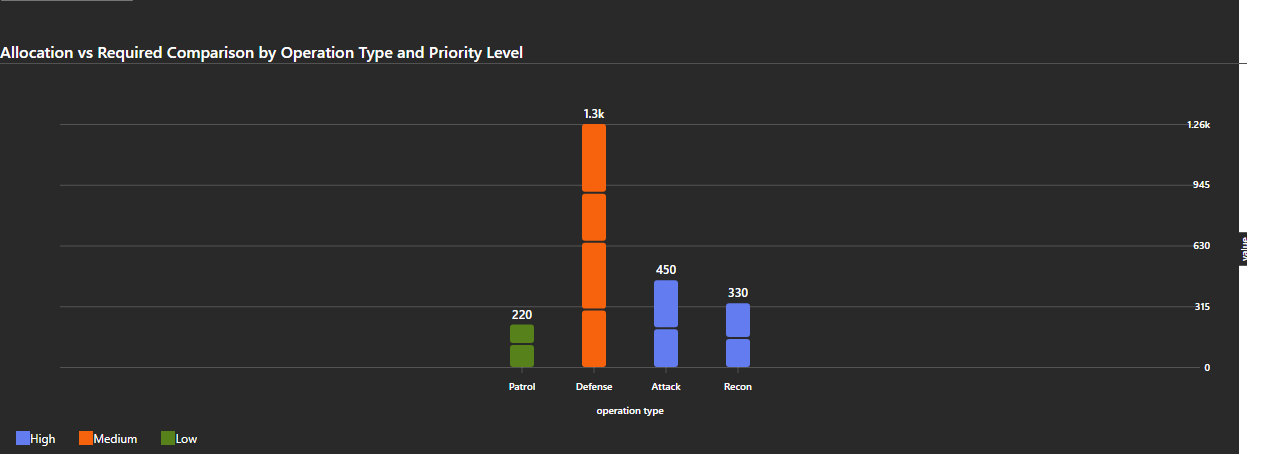 Allocation vs Required Comparison by Operation Type and Priority Level
1.3k
1.26k
945
630
value
450
330
315
220
0
Patrol Defense Attack Recon
operation type
High Medium Low